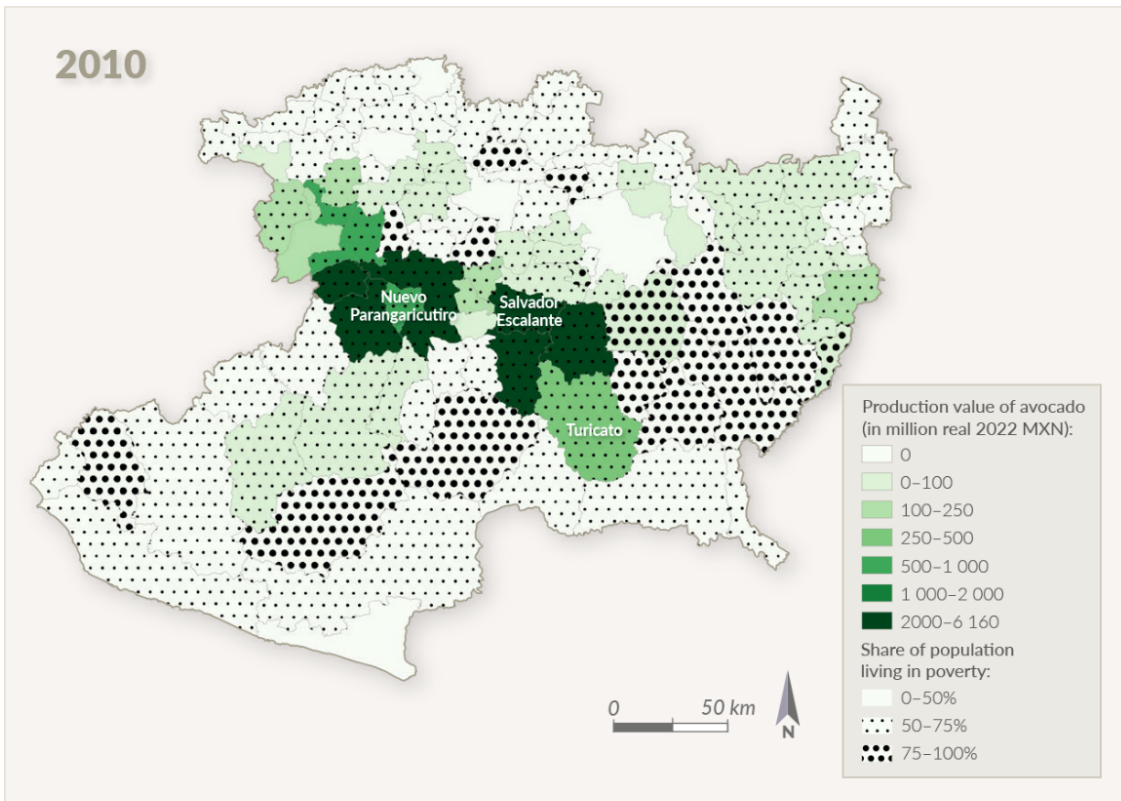 2010
Nuevo
Parangaricutiro
Salvador
Escalante
Turicato
Production value of avocado
(in million real 2022 MXN):
0
0–100
100–250
250–500
500–1 000
1 000–2 000
2000–6 160
Share of population
living in poverty:
0–50%
50–75%
75–100%
0 50 km
N